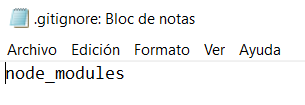 .gitignore: Bloc de notas
Archivo Edición Formato Ver Ayuda
node_modules